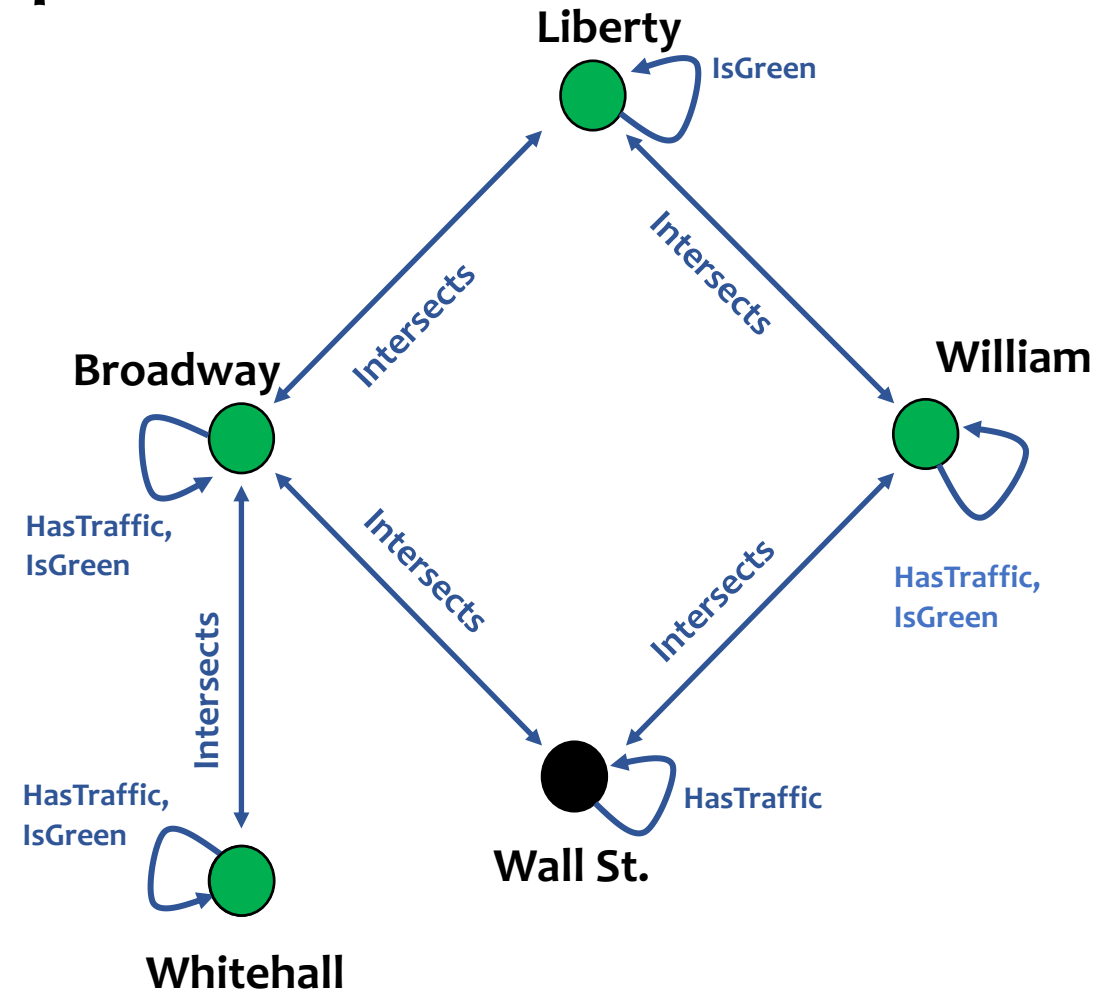 Liberty
IsGreen
Intersects
Intersects
Broadway
William
HasTraffic,
IsGreen
Intersects
Intersects
HasTraffic,
IsGreen
Intersects
HasTraffic,
IsGreen
HasTraffic
Wall St.
Whitehall